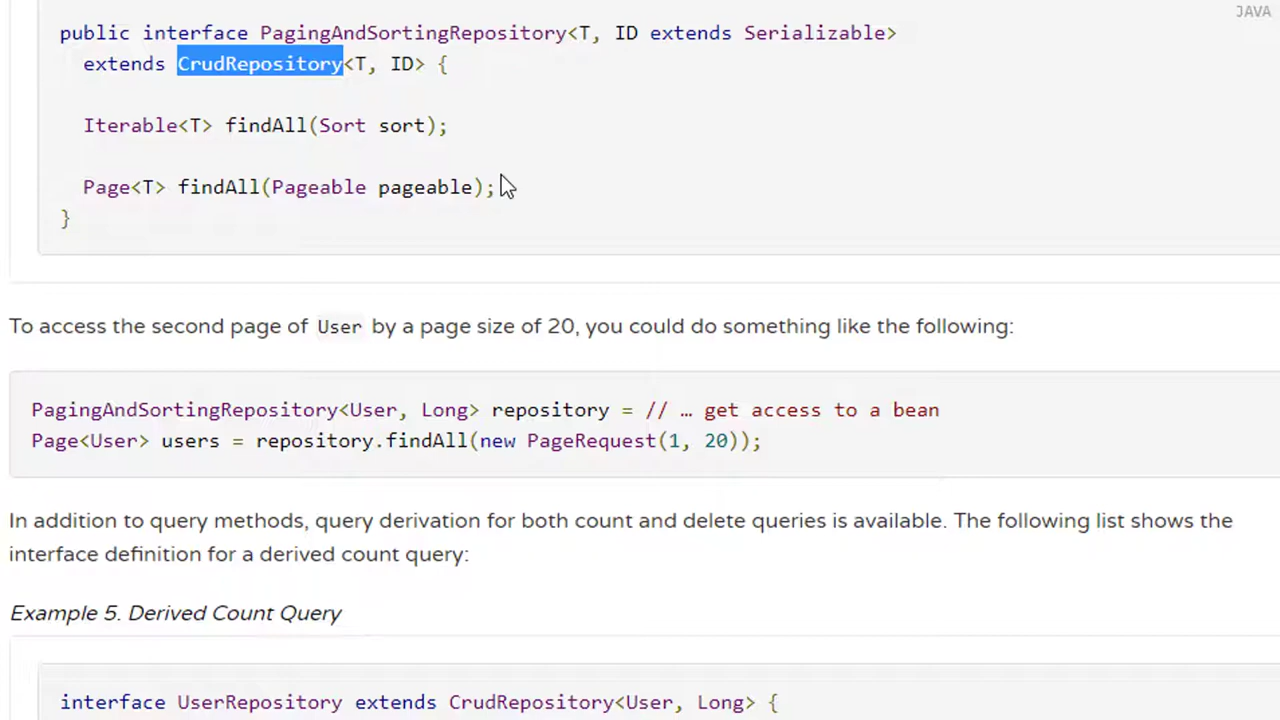 JAVA
public interface PagingAndSortingRepository<T, ID extends Serializable>
extends CrudRepository<T, ID> {
Iterable<T> findAll(Sort sort);
Page<T> findAll(Pageable pageable);
}
To access the second page of User by a page size of 20, you could do something like the following:
PagingAndSortingRepository<User, Long> repository = // … get access to a bean
Page<User> users = repository.findAll(new PageRequest(1, 20));
In addition to query methods, query derivation for both count and delete queries is available. The following list shows the
interface definition for a derived count query:
Example 5. Derived Count Query
interface UserRepository extends CrudRepository<User, Long> {